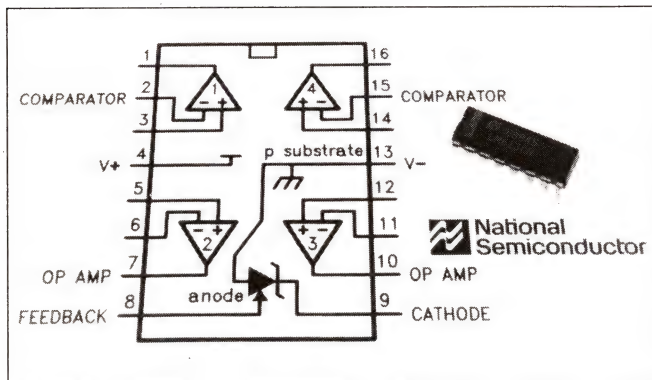 1
16
2
COMPARATOR
1
4
15
COMPARATOR
− +
+ −
3
14
4
V+
p substrate
13
V−
5
12
6
− +
+ −
11
2
3
7
OP AMP
10
OP AMP
anode
8
FEEDBACK
9
CATHODE
National
Semiconductor